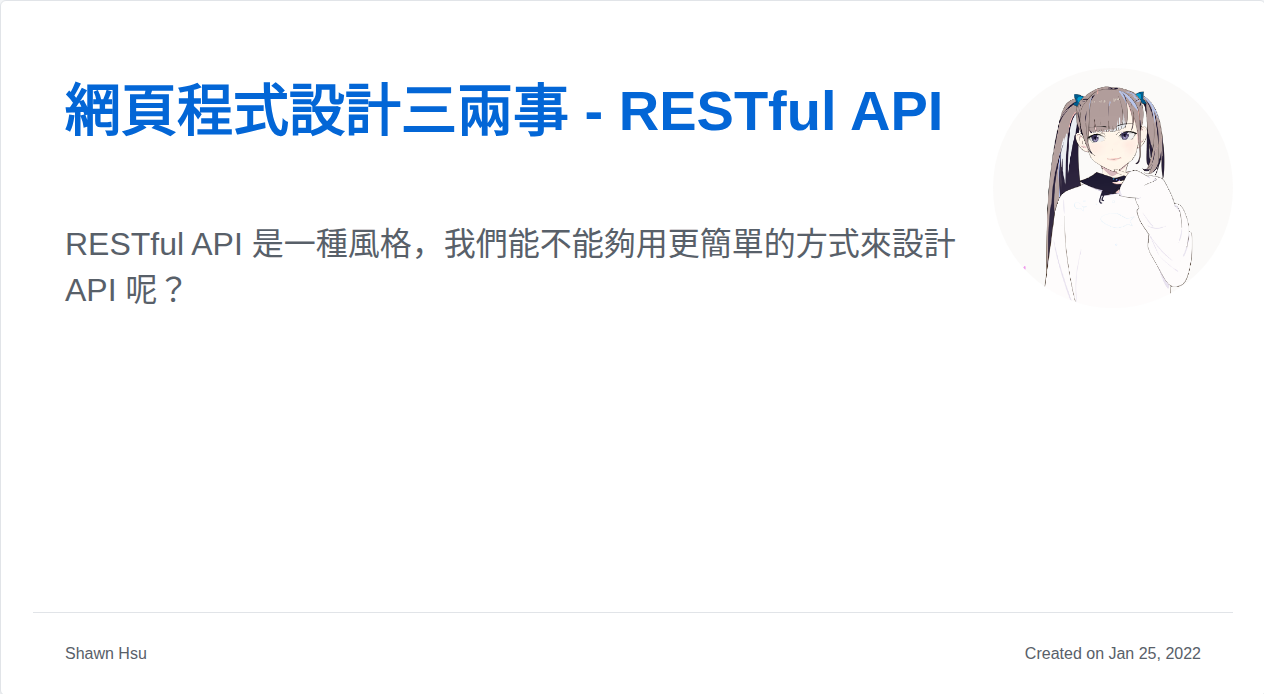 網頁程式設計三兩事 - RESTful API
RESTful API 是一種風格，我們能不能夠用更簡單的方式來設計
API 呢？
Shawn Hsu
Created on Jan 25, 2022